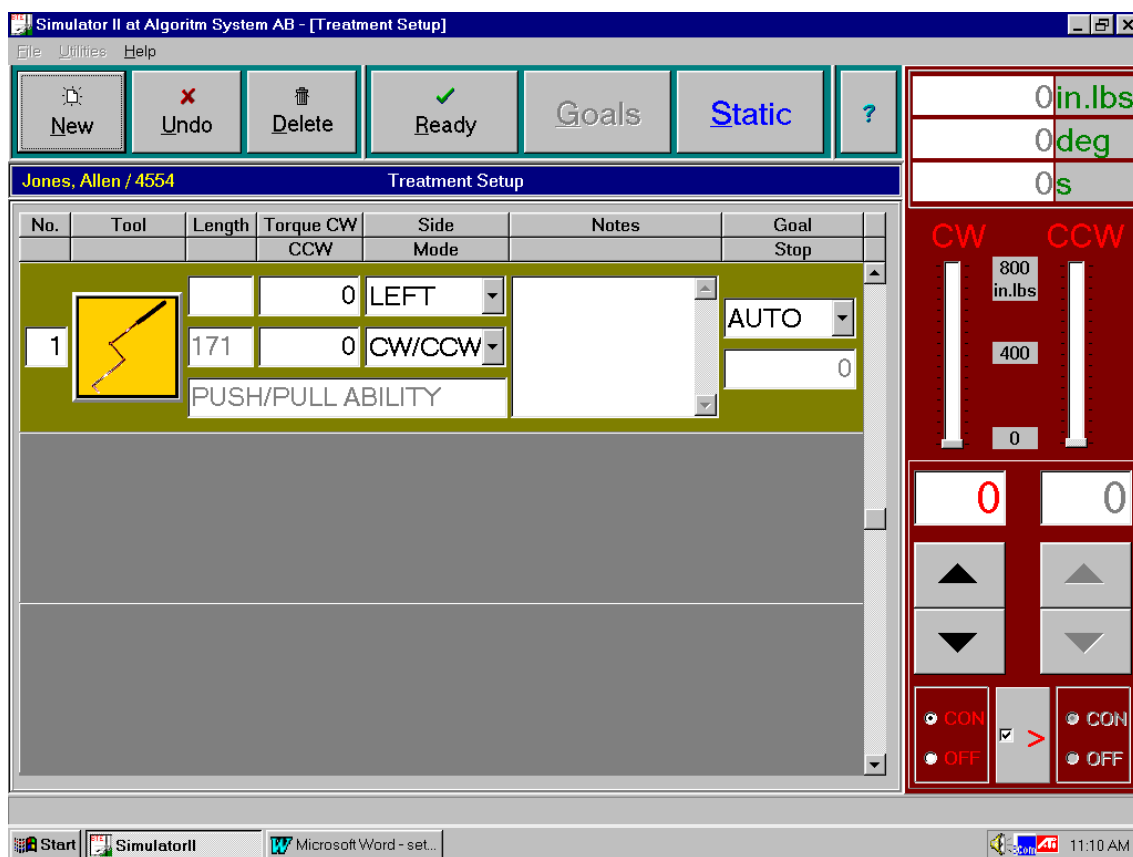 Simulator II at Algoritm System AB - [Treatment Setup]
File Utilities Help
New Undo Delete Ready Goals Static ?
Jones, Allen / 4554 Treatment Setup
No. Tool Length Torque CW Side Notes Goal
CCW Mode Stop
0 LEFT AUTO
1 171 0 CW/CCW 0
PUSH/PULL ABILITY
0 in.lbs
0 deg
0 s
CW CCW
800
in.lbs
400
0
0 0
CON > CON
OFF OFF
Start SimulatorII Microsoft Word - set... 11:10 AM